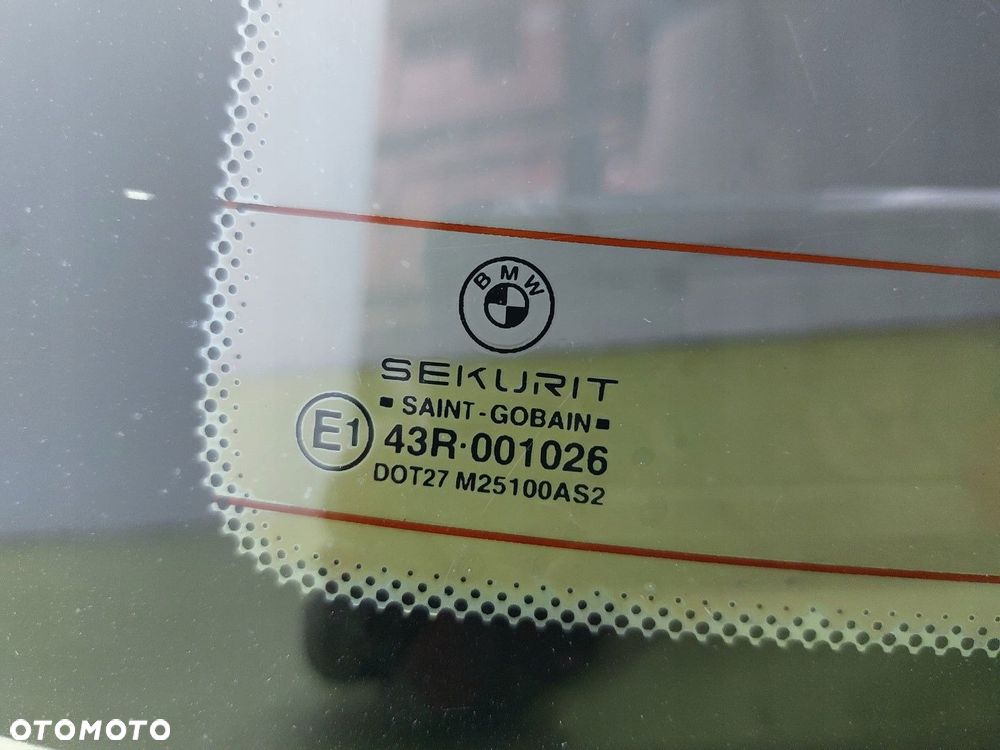 BMW
SEKURIT
SAINT-GOBAIN
E1
43R·001026
DOT27 M25100AS2
OTOMOTO